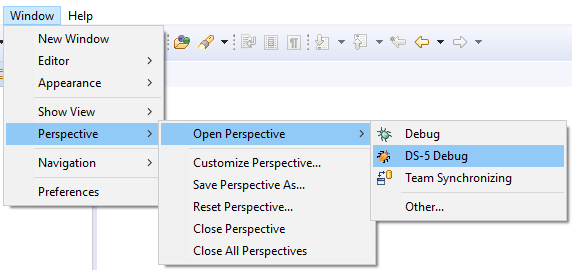 Window Help
New Window
Editor
Appearance
Show View
Perspective
Navigation
Preferences
Open Perspective
Customize Perspective...
Save Perspective As...
Reset Perspective...
Close Perspective
Close All Perspectives
Debug
DS-5 Debug
Team Synchronizing
Other...